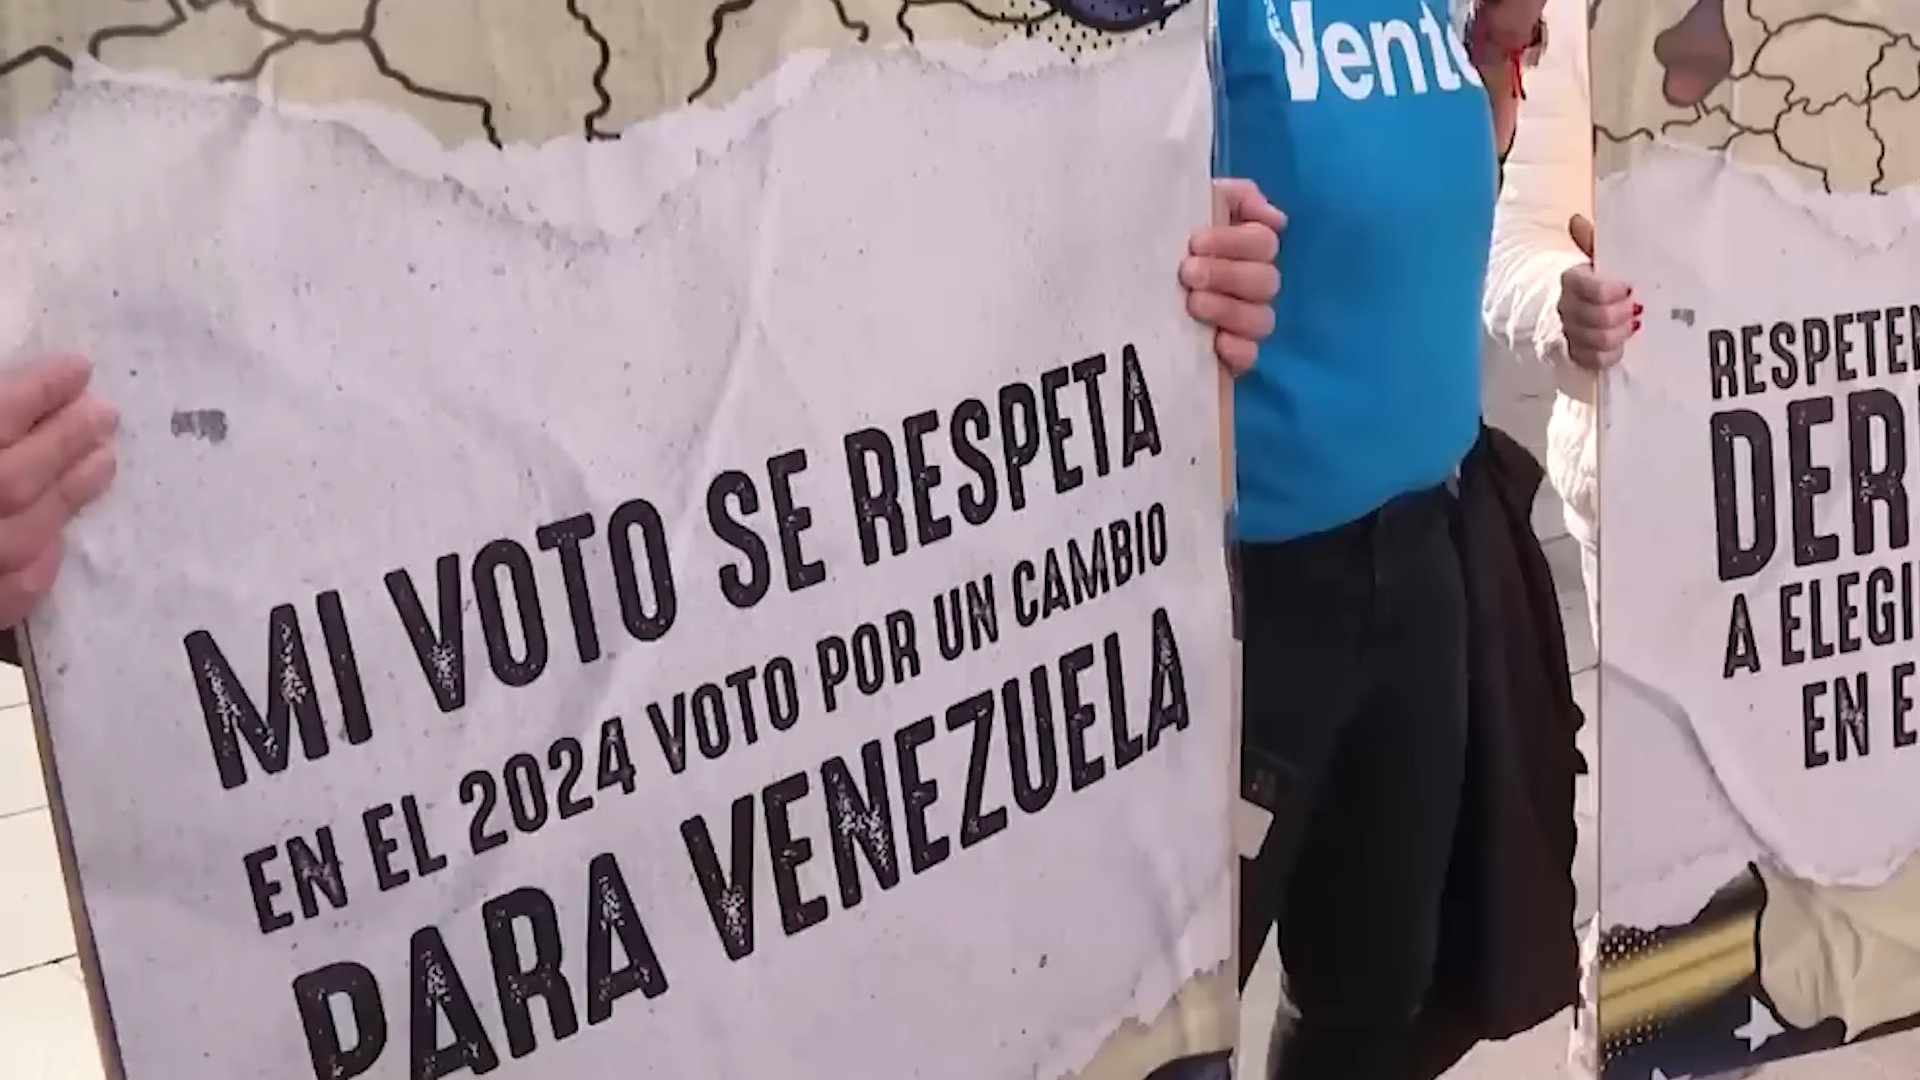 Vente
MI VOTO SE RESPETA
EN EL 2024 VOTO POR UN CAMBIO
PARA VENEZUELA
RESPETEN
DER
A ELEGI
EN E